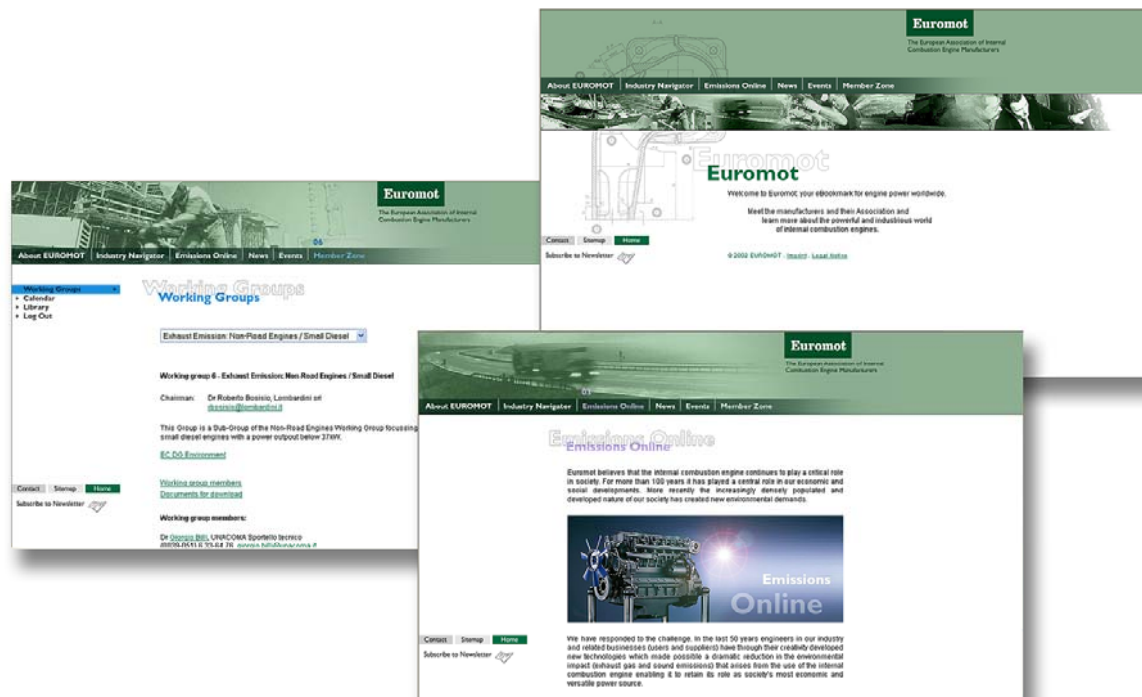 Euromot
The European Association of Internal
Combustion Engine Manufacturers
About EUROMOT Industry Navigator Emissions Online News Events Member Zone
Euromot
Euromot
Welcome to Euromot, your eBookmark for engine power worldwide.
Meet the manufacturers and their Association and
learn more about the powerful and industrious world
of internal combustion engines.
Contact Sitemap Home
Subscribe to Newsletter
© 2002 EUROMOT - Imprint - Legal Notice
Euromot
The European Association of Internal
Combustion Engine Manufacturers
06
About EUROMOT Industry Navigator Emissions Online News Events Member Zone
Working Groups
Calendar
Library
Log Out
Working Groups
Working Groups
Exhaust Emission: Non-Road Engines / Small Diesel
Working group 6 - Exhaust Emission: Non-Road Engines / Small Diesel
Chairman: Dr Roberto Bosisio, Lombardini srl
rbosisio@lombardini.it
This Group is a Sub-Group of the Non-Road Engines Working Group focussing
small diesel engines with a power outpout below 37kW.
EC DG Environment
Working group members
Documents for download
Contact Sitemap Home
Subscribe to Newsletter
Working group members:
Dr Giorgio Billi, UNACOMA Sportello tecnico
Euromot
The European Association of Internal
Combustion Engine Manufacturers
03
About EUROMOT Industry Navigator Emissions Online News Events Member Zone
Emissions Online
Emissions Online
Euromot believes that the internal combustion engine continues to play a critical role
in society. For more than 100 years it has played a central role in our economic and
social developments. More recently the increasingly densely populated and
developed nature of our society has created new environmental demands.
Emissions
Online
Contact Sitemap Home
Subscribe to Newsletter
We have responded to the challenge. In the last 50 years engineers in our industry
and related businesses (users and suppliers) have through their creativity developed
new technologies which made possible a dramatic reduction in the environmental
impact (exhaust gas and sound emissions) that arises from the use of the internal
combustion engine enabling it to retain its role as society's most economic and
versatile power source.